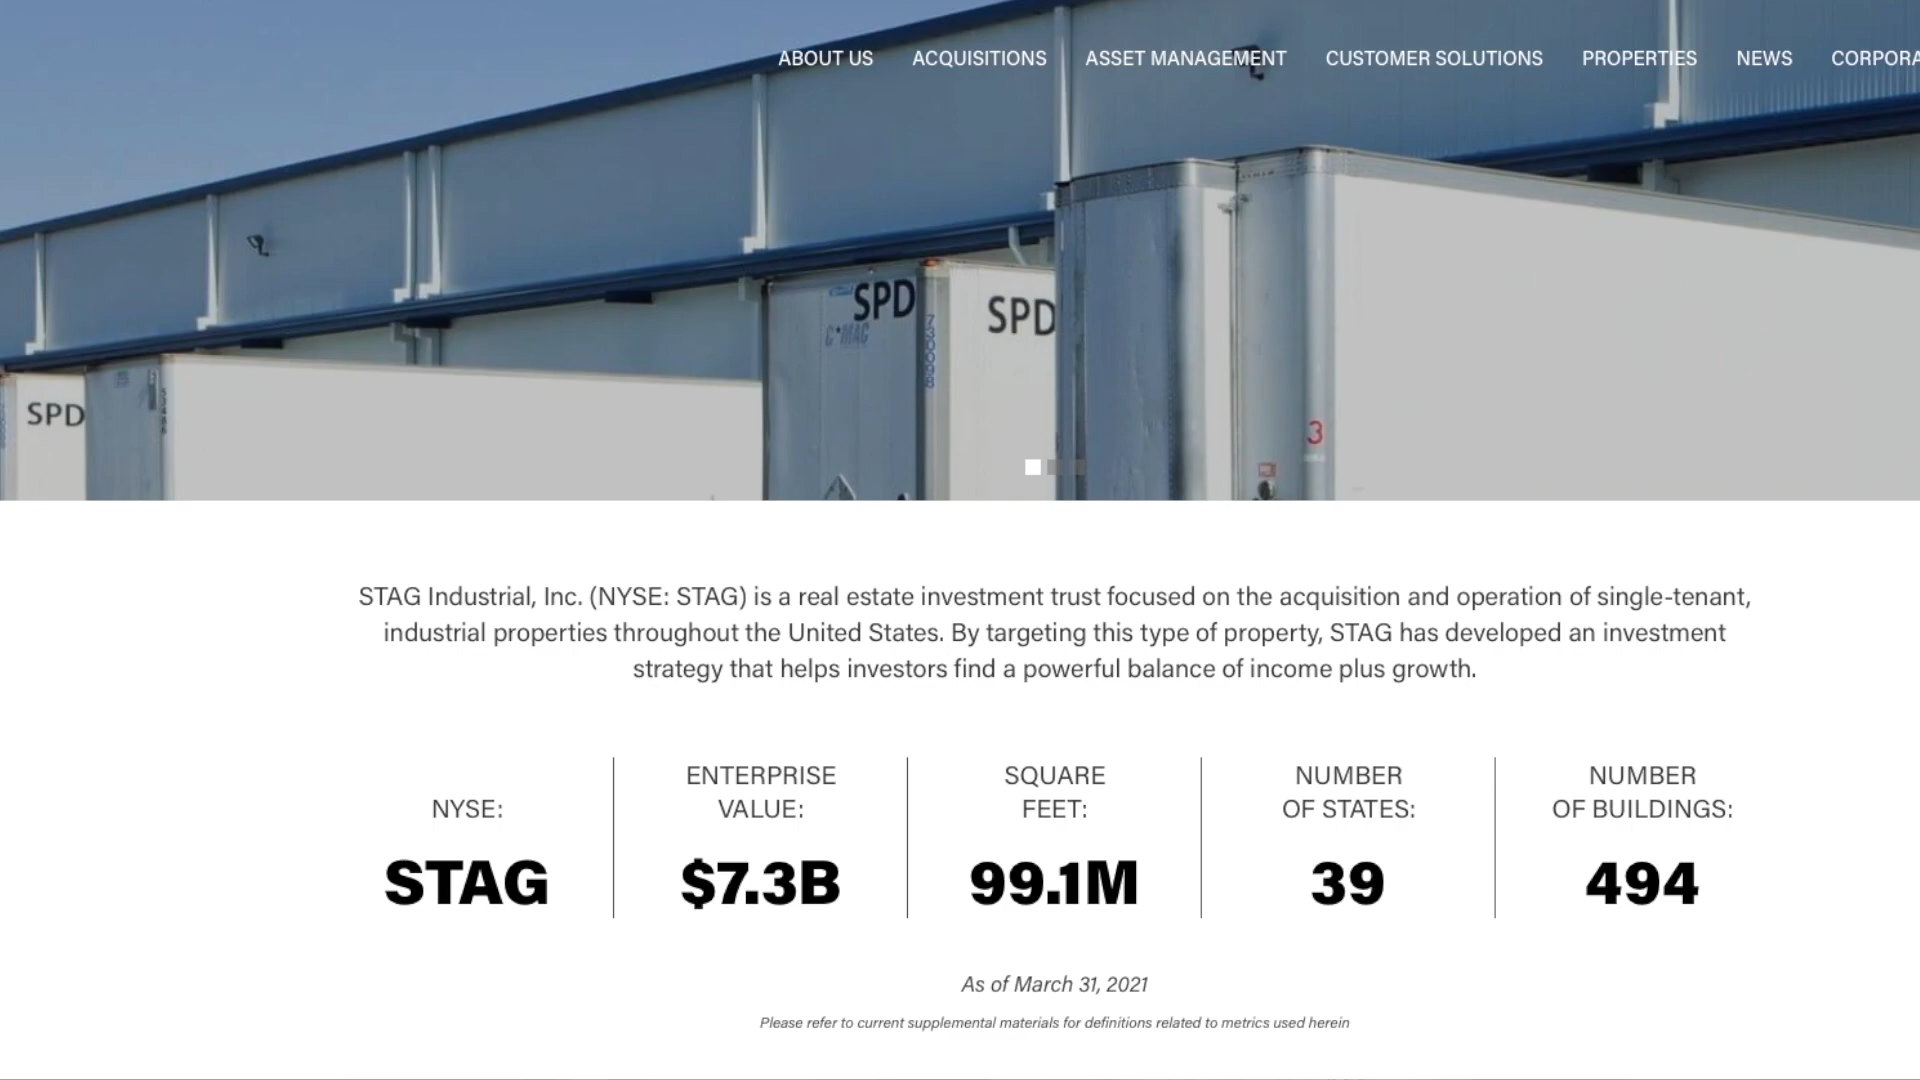 ABOUT US ACQUISITIONS ASSET MANAGEMENT CUSTOMER SOLUTIONS PROPERTIES NEWS CORPORA
SPD
SPD
C*MAC
730098
SPD
3
STAG Industrial, Inc. (NYSE: STAG) is a real estate investment trust focused on the acquisition and operation of single-tenant,
industrial properties throughout the United States. By targeting this type of property, STAG has developed an investment
strategy that helps investors find a powerful balance of income plus growth.
NYSE:
STAG
ENTERPRISE
VALUE:
$7.3B
SQUARE
FEET:
99.1M
NUMBER
OF STATES:
39
NUMBER
OF BUILDINGS:
494
As of March 31, 2021
Please refer to current supplemental materials for definitions related to metrics used herein